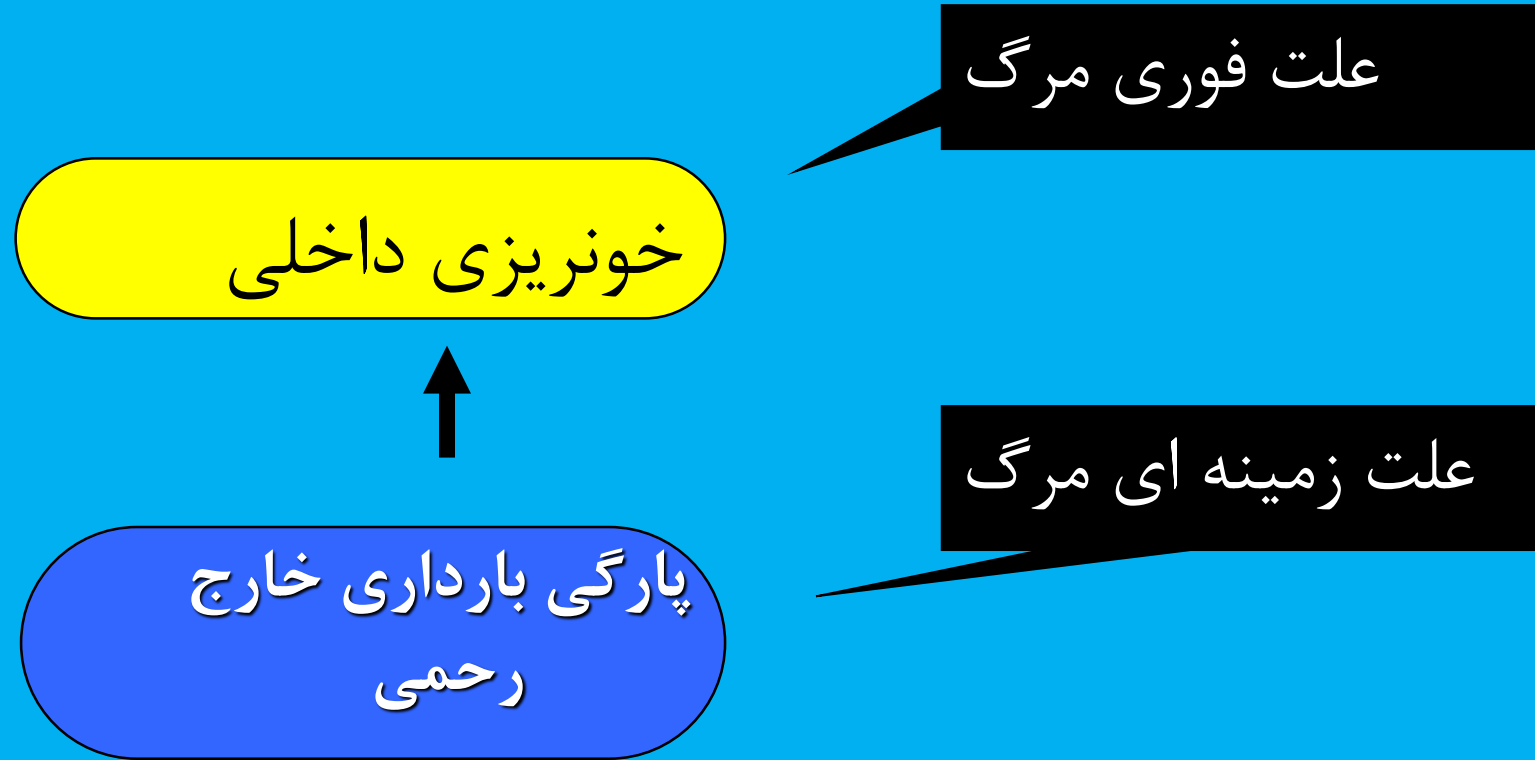 علت فوری مرگ
خونریزی داخلی
علت زمینه ای مرگ
پارگی بارداری خارج
رحمی